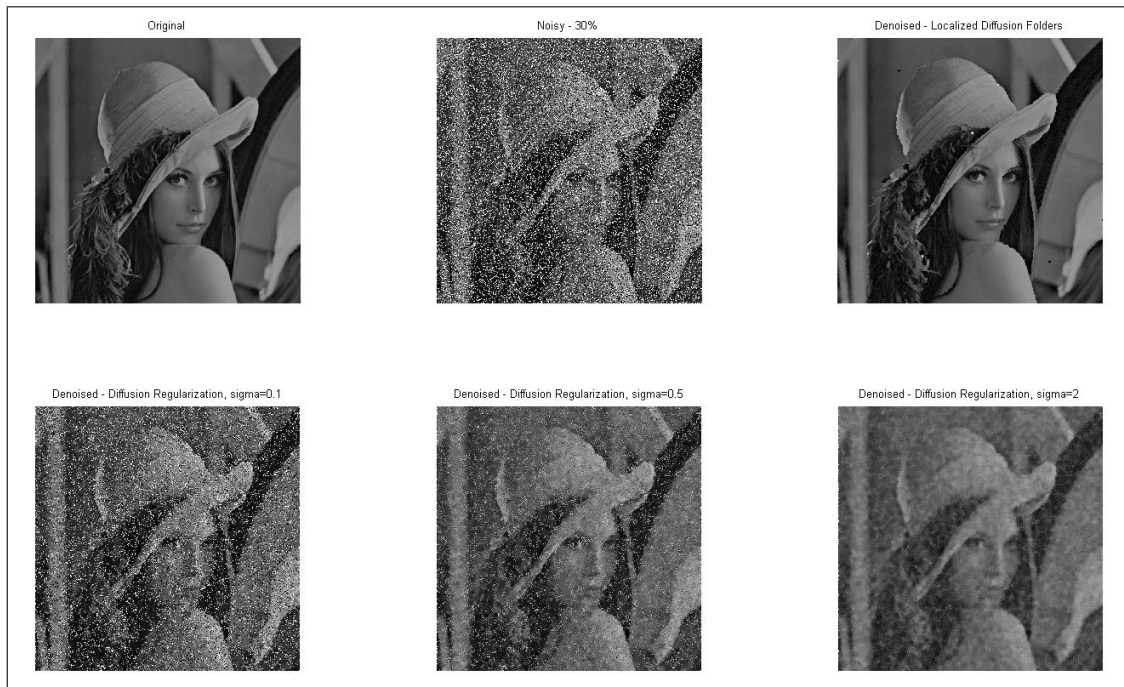 Original
Noisy - 30%
Denoised - Localized Diffusion Folders
Denoised - Diffusion Regularization, sigma=0.1
Denoised - Diffusion Regularization, sigma=0.5
Denoised - Diffusion Regularization, sigma=2